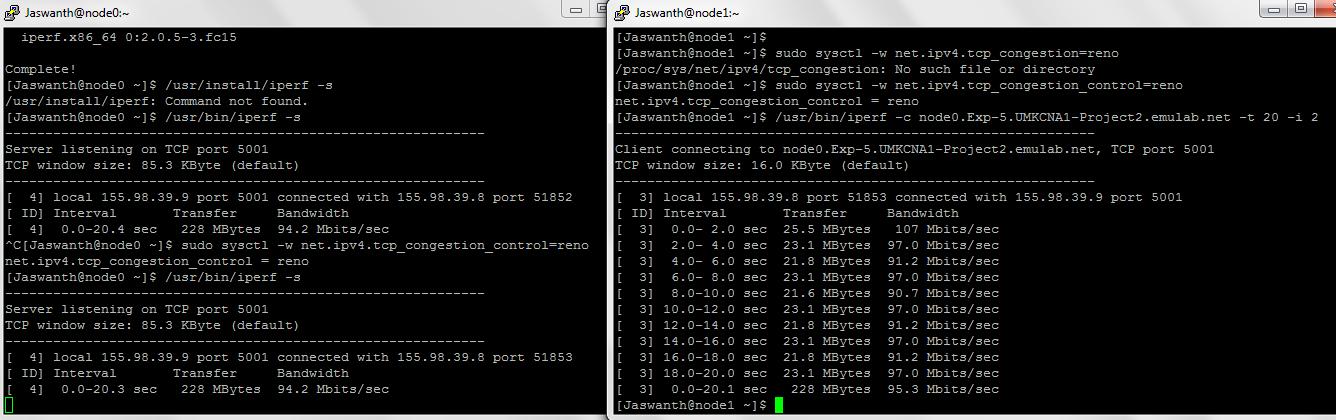 Jaswanth@node0:~
iperf.x86_64 0:2.0.5-3.fc15
Complete!
[Jaswanth@node0 ~]$ /usr/install/iperf -s
/usr/install/iperf: Command not found.
[Jaswanth@node0 ~]$ /usr/bin/iperf -s
------------------------------------------------------------
Server listening on TCP port 5001
TCP window size: 85.3 KByte (default)
------------------------------------------------------------
[  4] local 155.98.39.9 port 5001 connected with 155.98.39.8 port 51852
[ ID] Interval       Transfer     Bandwidth
[  4]  0.0-20.4 sec   228 MBytes  94.2 Mbits/sec
^C[Jaswanth@node0 ~]$ sudo sysctl -w net.ipv4.tcp_congestion_control=reno
net.ipv4.tcp_congestion_control = reno
[Jaswanth@node0 ~]$ /usr/bin/iperf -s
------------------------------------------------------------
Server listening on TCP port 5001
TCP window size: 85.3 KByte (default)
------------------------------------------------------------
[  4] local 155.98.39.9 port 5001 connected with 155.98.39.8 port 51853
[ ID] Interval       Transfer     Bandwidth
[  4]  0.0-20.3 sec   228 MBytes  94.2 Mbits/sec
Jaswanth@node1:~
[Jaswanth@node1 ~]$
[Jaswanth@node1 ~]$ sudo sysctl -w net.ipv4.tcp_congestion=reno
/proc/sys/net/ipv4/tcp_congestion: No such file or directory
[Jaswanth@node1 ~]$ sudo sysctl -w net.ipv4.tcp_congestion_control=reno
net.ipv4.tcp_congestion_control = reno
[Jaswanth@node1 ~]$ /usr/bin/iperf -c node0.Exp-5.UMKCNA1-Project2.emulab.net -t 20 -i 2
------------------------------------------------------------
Client connecting to node0.Exp-5.UMKCNA1-Project2.emulab.net, TCP port 5001
TCP window size: 16.0 KByte (default)
------------------------------------------------------------
[  3] local 155.98.39.8 port 51853 connected with 155.98.39.9 port 5001
[ ID] Interval       Transfer     Bandwidth
[  3]  0.0- 2.0 sec  25.5 MBytes   107 Mbits/sec
[  3]  2.0- 4.0 sec  23.1 MBytes  97.0 Mbits/sec
[  3]  4.0- 6.0 sec  21.8 MBytes  91.2 Mbits/sec
[  3]  6.0- 8.0 sec  23.1 MBytes  97.0 Mbits/sec
[  3]  8.0-10.0 sec  21.6 MBytes  90.7 Mbits/sec
[  3] 10.0-12.0 sec  23.1 MBytes  97.0 Mbits/sec
[  3] 12.0-14.0 sec  21.8 MBytes  91.2 Mbits/sec
[  3] 14.0-16.0 sec  23.1 MBytes  97.0 Mbits/sec
[  3] 16.0-18.0 sec  21.8 MBytes  91.2 Mbits/sec
[  3] 18.0-20.0 sec  23.1 MBytes  97.0 Mbits/sec
[  3]  0.0-20.1 sec   228 MBytes  95.3 Mbits/sec
[Jaswanth@node1 ~]$